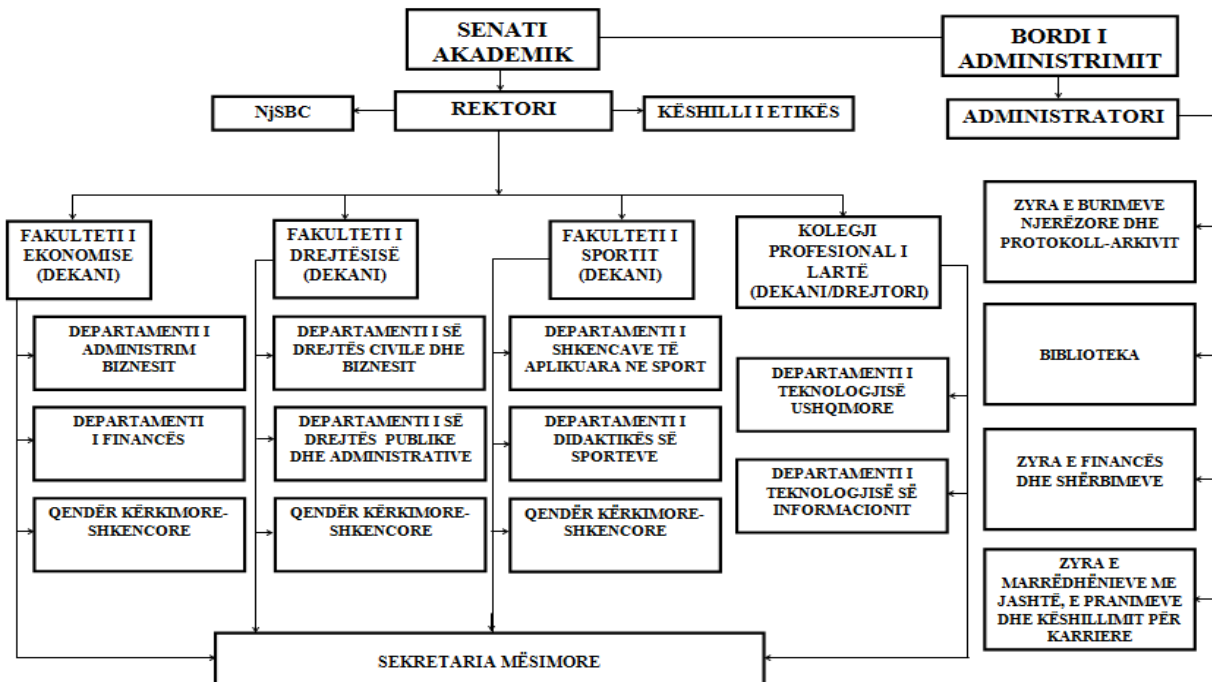 SENATI
AKADEMIK
BORDI I
ADMINISTRIMIT
NjSBC
REKTORI
KËSHILLI I ETIKËS
ADMINISTRATORI
FAKULTETI I
EKONOMISE
(DEKANI)
FAKULTETI I
DREJTËSISË
(DEKANI)
FAKULTETI I
SPORTIT
(DEKANI)
KOLEGJI
PROFESIONAL I
LARTË
(DEKANI/DREJTORI)
ZYRA E BURIMEVE
NJERËZORE DHE
PROTOKOLL-ARKIVIT
DEPARTAMENTI I
ADMINISTRIM
BIZNESIT
DEPARTAMENTI I SË
DREJTËS CIVILE DHE
BIZNESIT
DEPARTAMENTI I
SHKENCAVE TË
APLIKUARA NE SPORT
DEPARTAMENTI I
TEKNOLOGJISË
USHQIMORE
BIBLIOTEKA
DEPARTAMENTI
I FINANCËS
DEPARTAMENTI I SË
DREJTËS PUBLIKE
DHE ADMINISTRATIVE
DEPARTAMENTI I
DIDAKTIKËS SË
SPORTEVE
DEPARTAMENTI I
TEKNOLOGJISË SË
INFORMACIONIT
ZYRA E FINANCËS
DHE SHËRBIMEVE
QENDËR KËRKIMORE-
SHKENCORE
QENDËR KËRKIMORE-
SHKENCORE
QENDËR KËRKIMORE-
SHKENCORE
ZYRA E
MARRËDHËNIEVE ME
JASHTË, E PRANIMEVE
DHE KËSHILLIMIT PËR
KARRIERE
SEKRETARIA MËSIMORE